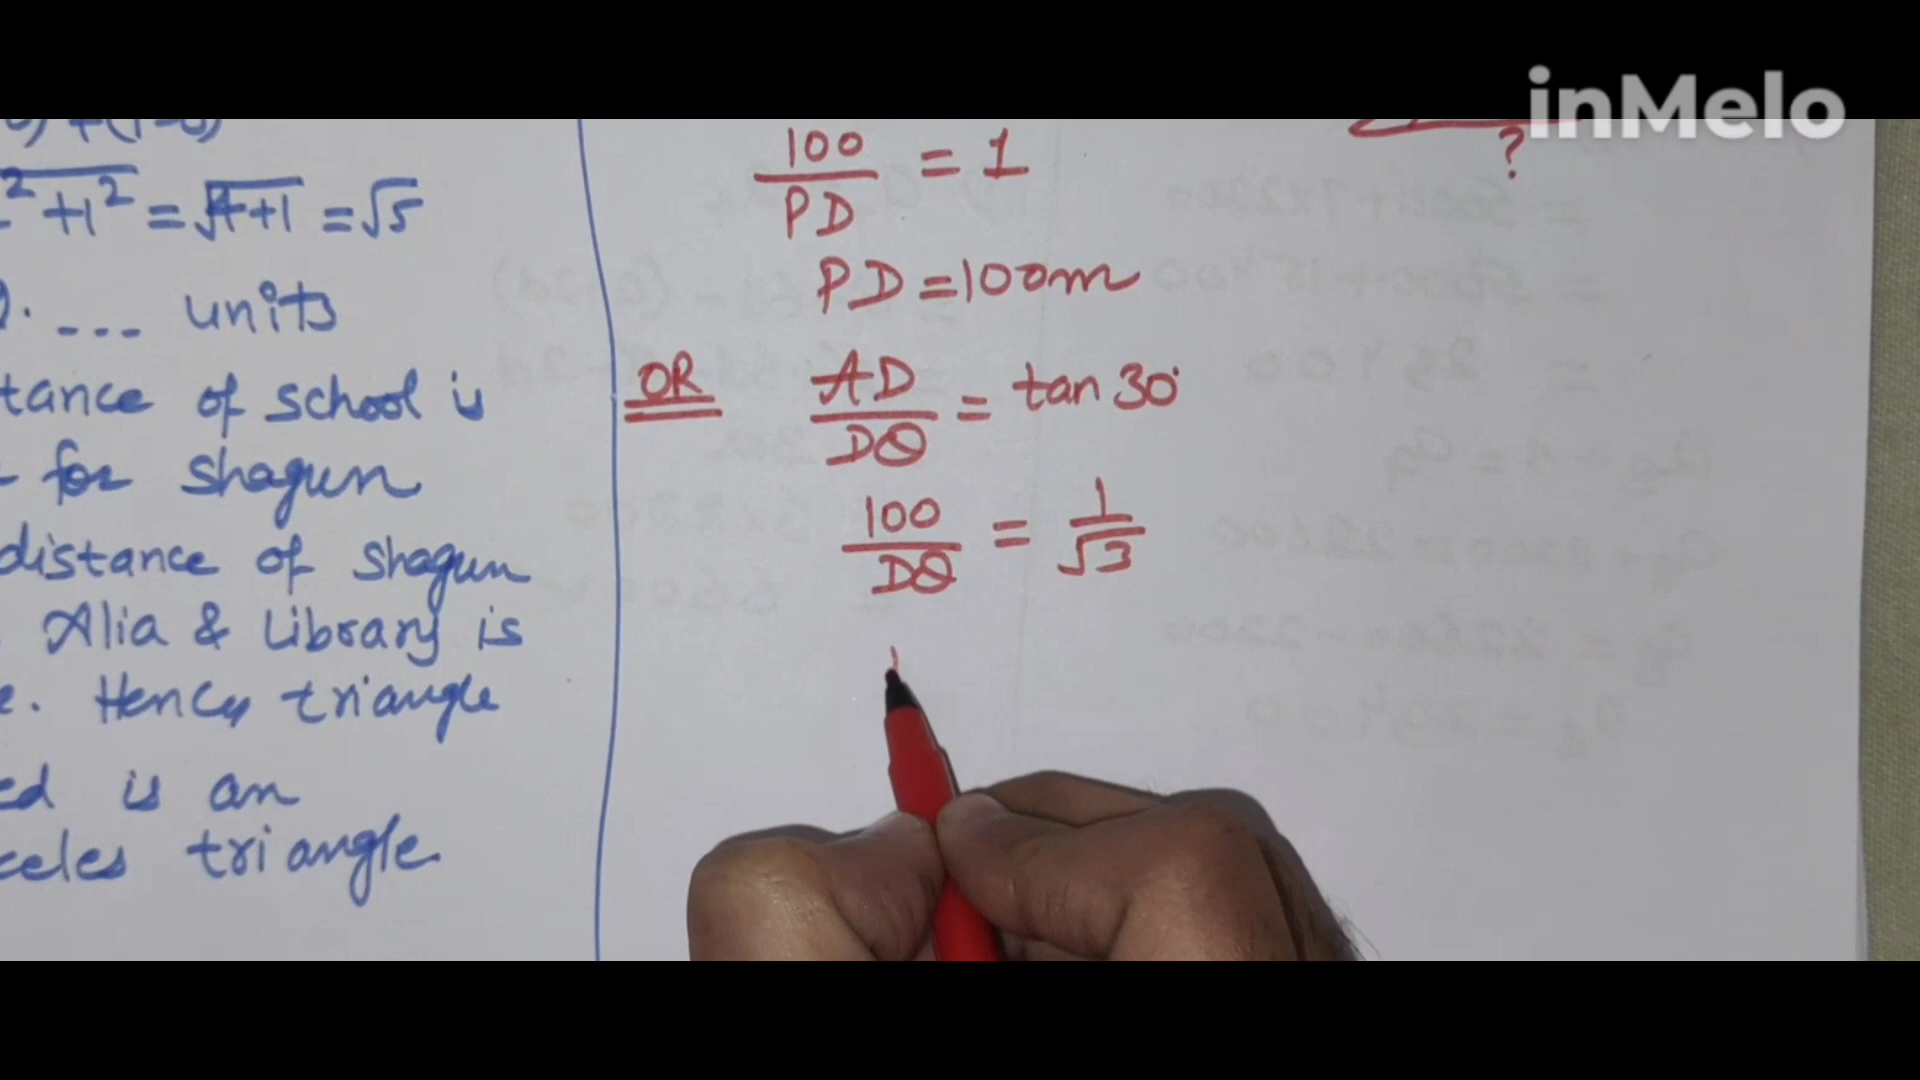 inMelo
²+1² = √4+1 = √5
... units
tance of school is
for shagun
distance of shagun
Alia & Library is
e. Hence triangle
ed is an
celes triangle
?
100/PD = 1
PD = 100m
OR AD/DQ = tan 30°
100/DQ = 1/√3